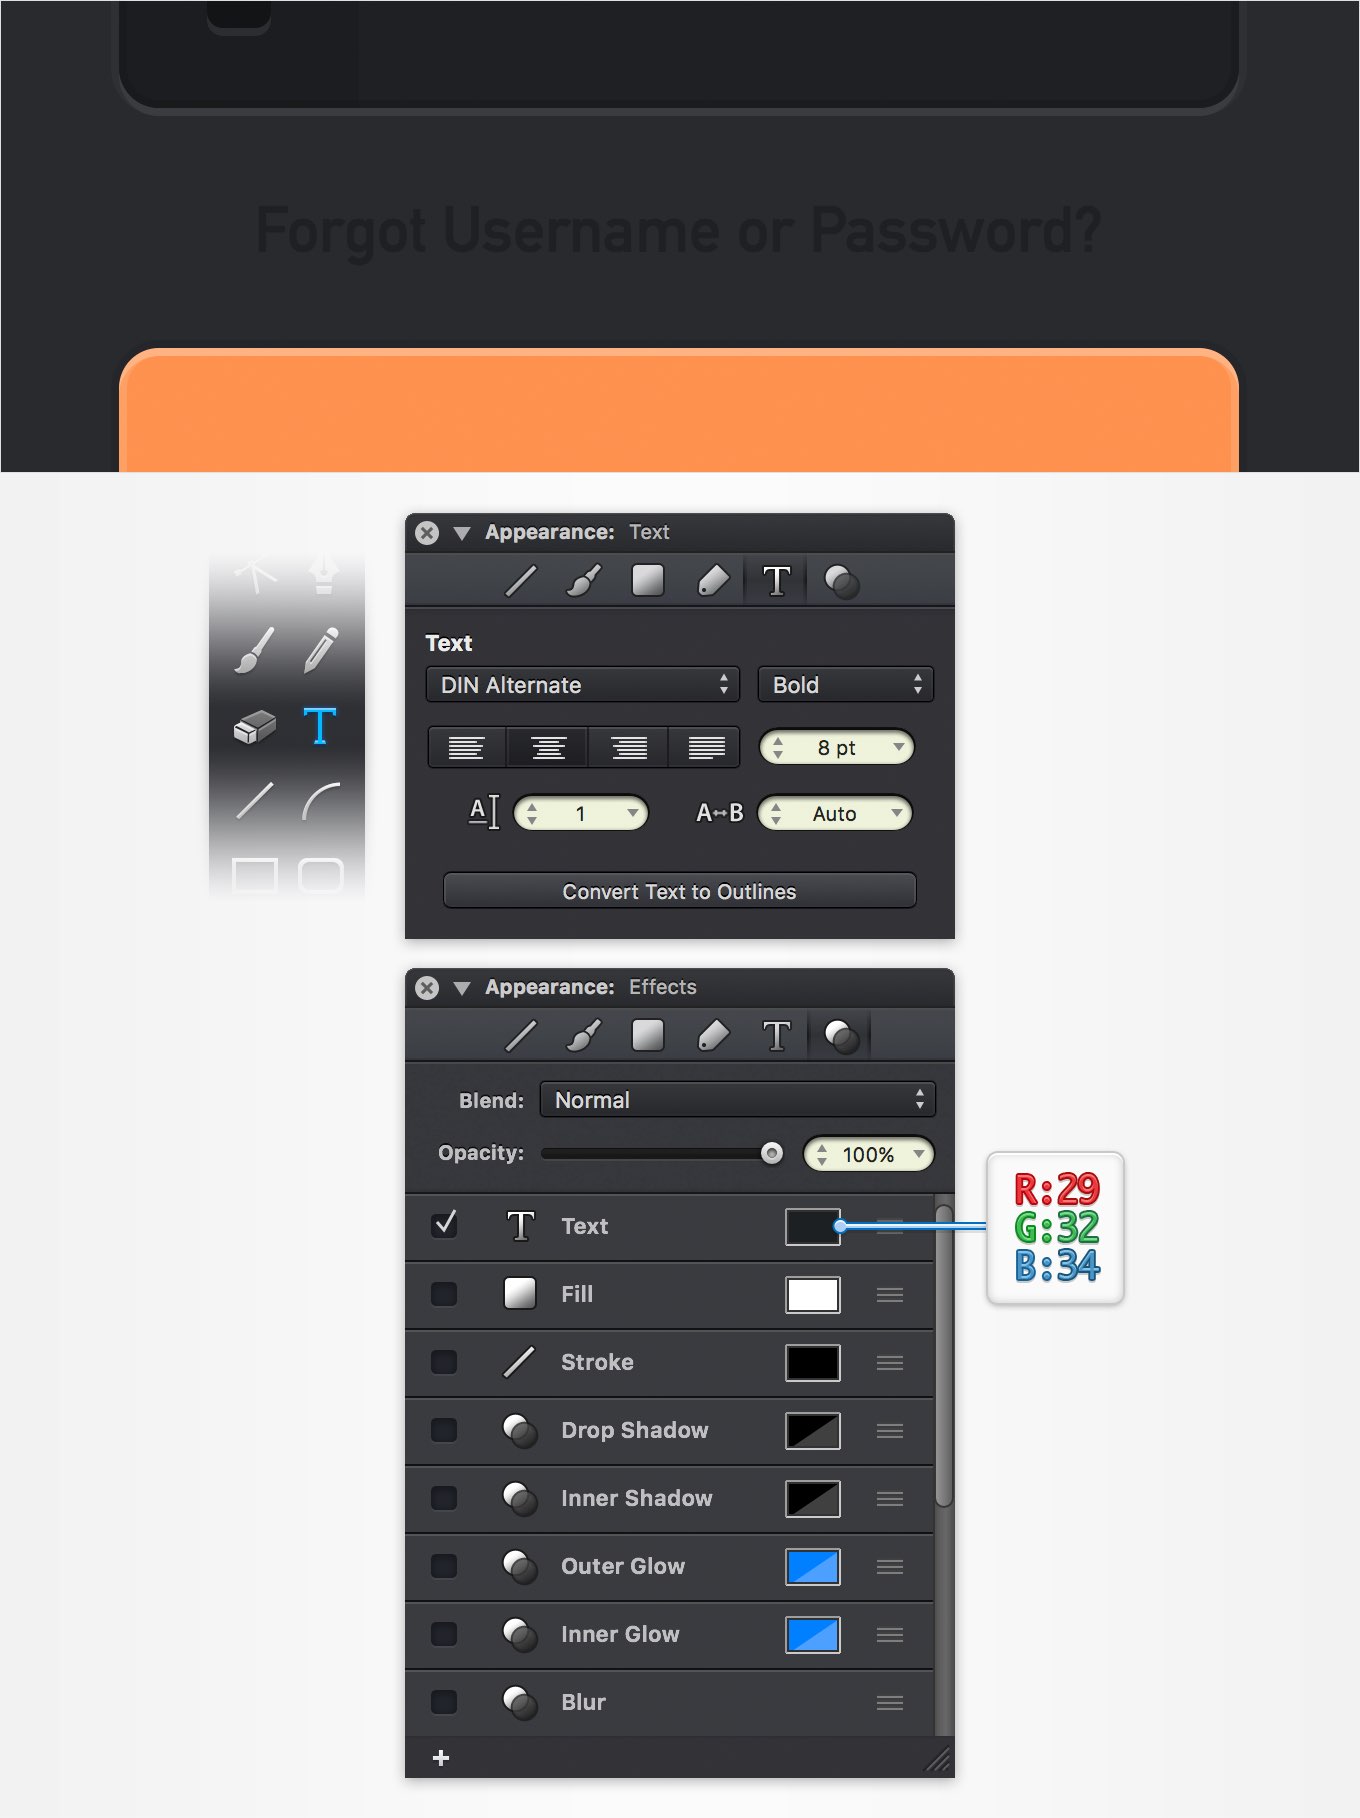 Forgot Username or Password?
Appearance: Text
T
Text
DIN Alternate
Bold
T
8 pt
A
1
A↔B
Auto
Convert Text to Outlines
Appearance: Effects
T
Blend: Normal
Opacity: 100%
R:29
T Text
G:32
B:34
Fill
Stroke
Drop Shadow
Inner Shadow
Outer Glow
Inner Glow
Blur
+